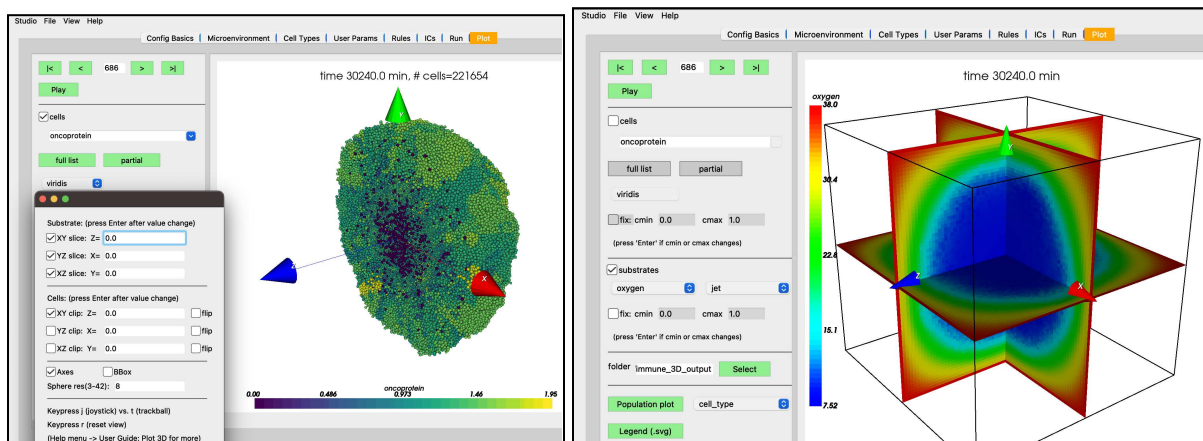 Studio File View Help
Config Basics | Microenvironment | Cell Types | User Params | Rules | ICs | Run | Plot
|< < 686 > >|
Play
cells
oncoprotein
full list partial
viridis
Substrate: (press Enter after value change)
XY slice: Z= 0.0
YZ slice: X= 0.0
XZ slice: Y= 0.0
Cells: (press Enter after value change)
XY clip: Z= 0.0 flip
YZ clip: X= 0.0 flip
XZ clip: Y= 0.0 flip
Axes BBox
Sphere res(3-42): 8
Keypress j (joystick) vs. t (trackball)
Keypress r (reset view)
(Help menu -> User Guide: Plot 3D for more)
time 30240.0 min, # cells=221654
Y
Z
X
oncoprotein
0.00 0.486 0.973 1.46 1.95
Studio File View Help
Config Basics | Microenvironment | Cell Types | User Params | Rules | ICs | Run | Plot
|< < 686 > >|
Play
cells
oncoprotein
full list partial
viridis
fix: cmin 0.0 cmax 1.0
(press 'Enter' if cmin or cmax changes)
substrates
oxygen jet
fix: cmin 0.0 cmax 1.0
(press 'Enter' if cmin or cmax changes)
folder immune_3D_output Select
Population plot cell_type
Legend (.svg)
time 30240.0 min
oxygen
38.0
30.4
22.8
15.1
7.52
Y
Z
X